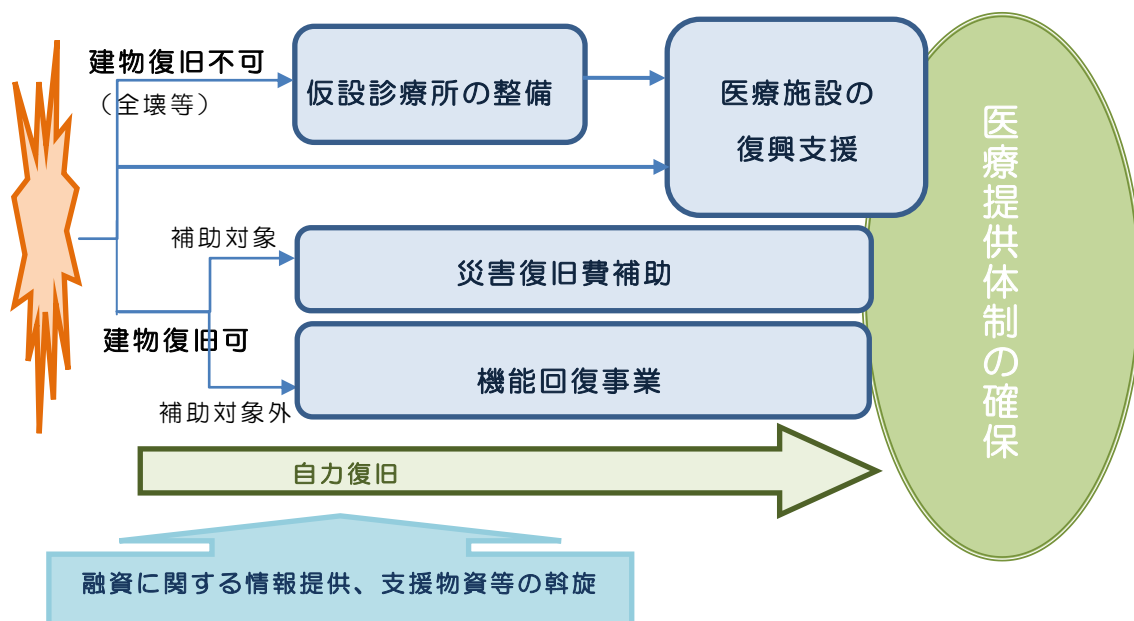 建物復旧不可
（全壊等）
仮設診療所の整備
医療施設の
復興支援
補助対象
災害復旧費補助
建物復旧可
機能回復事業
補助対象外
自力復旧
融資に関する情報提供、支援物資等の斡旋
医療提供体制の確保